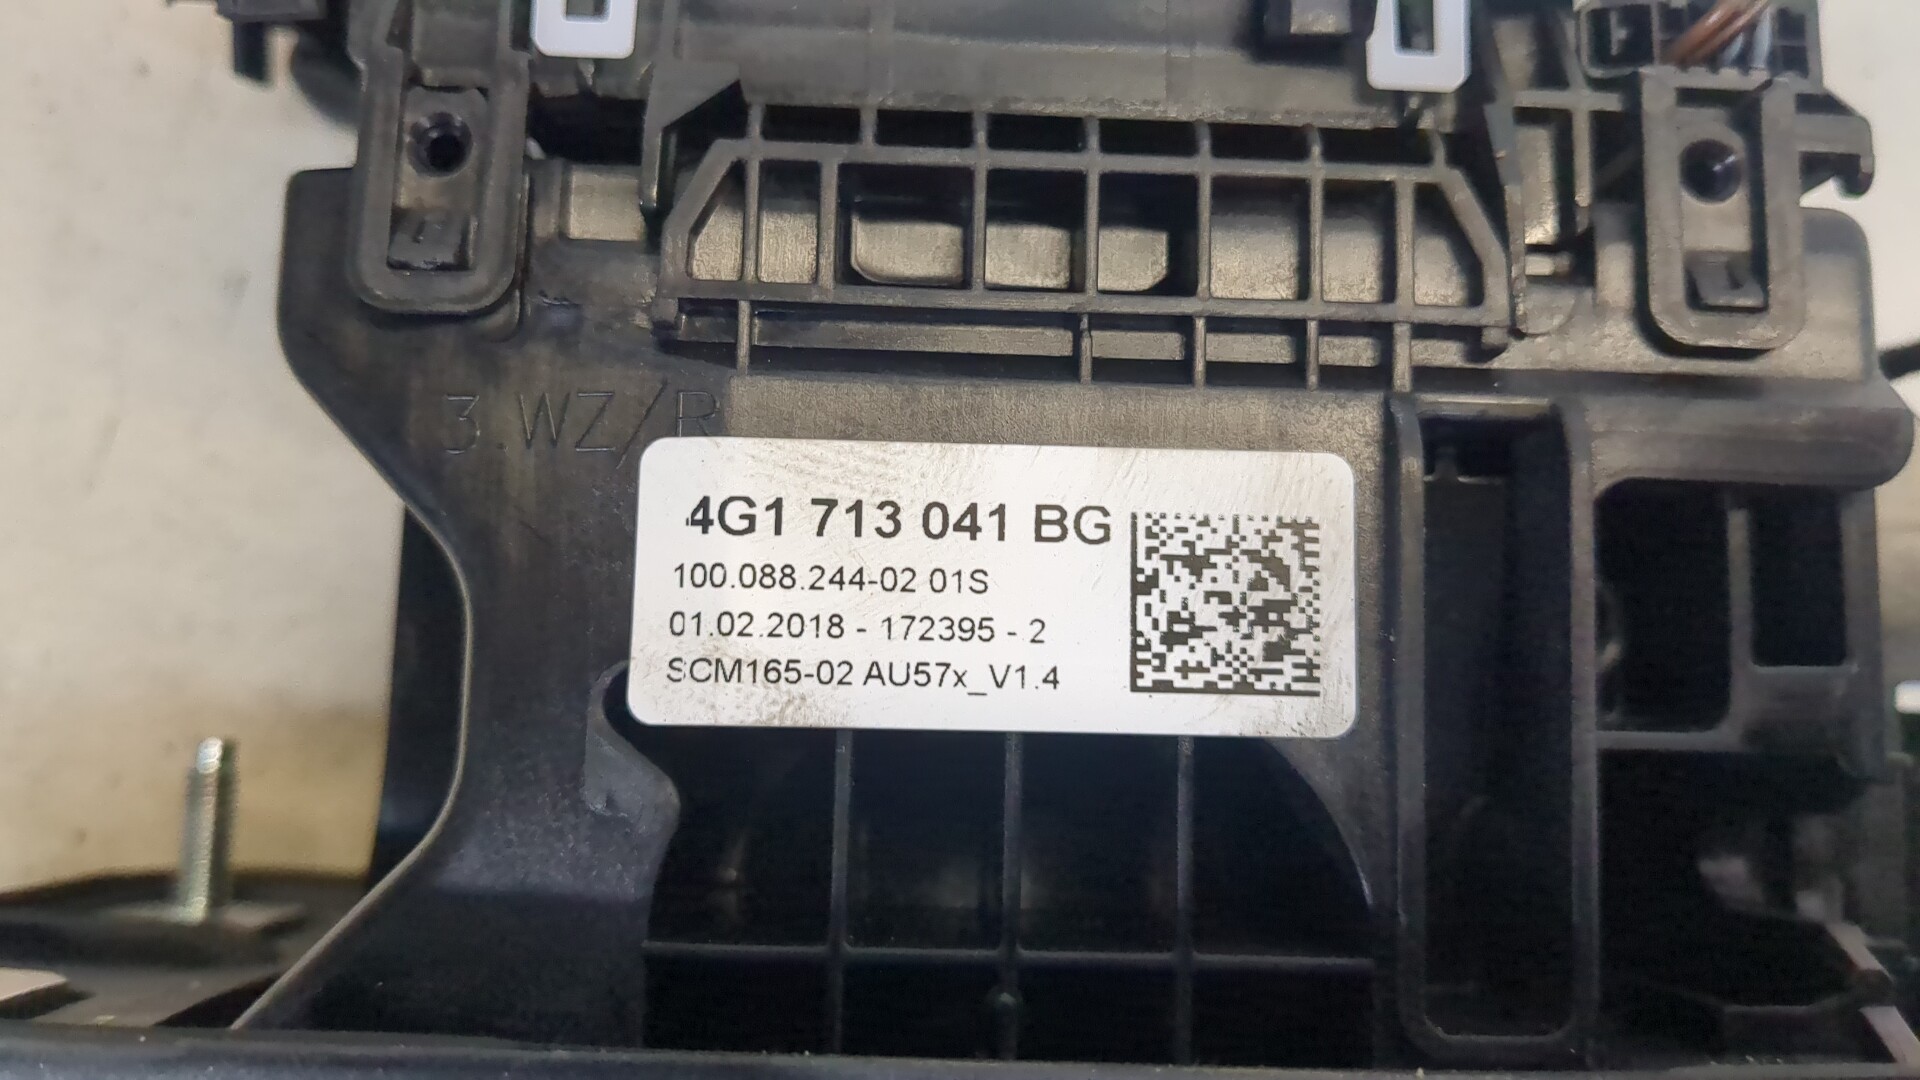 3.WZ/R
4G1 713 041 BG
100.088.244-02 01S
01.02.2018 - 172395 - 2
SCM165-02 AU57x_V1.4